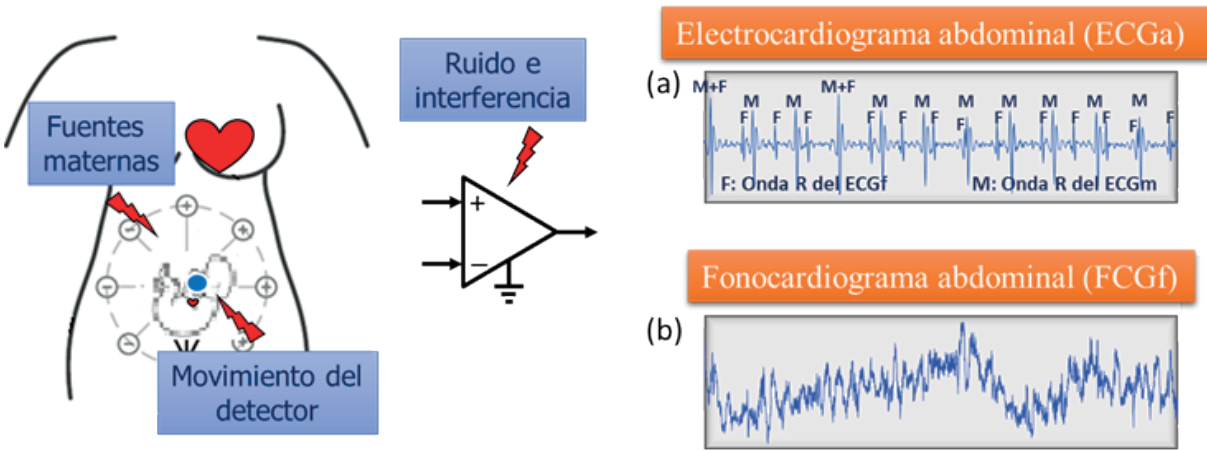 Fuentes
maternas
Ruido e
interferencia
+
−
Movimiento del
detector
Electrocardiograma abdominal (ECGa)
(a)
M+F M M M+F M M M M M M M
F F F F F F F F F F F F F F
F: Onda R del ECGf M: Onda R del ECGm
Fonocardiograma abdominal (FCGf)
(b)